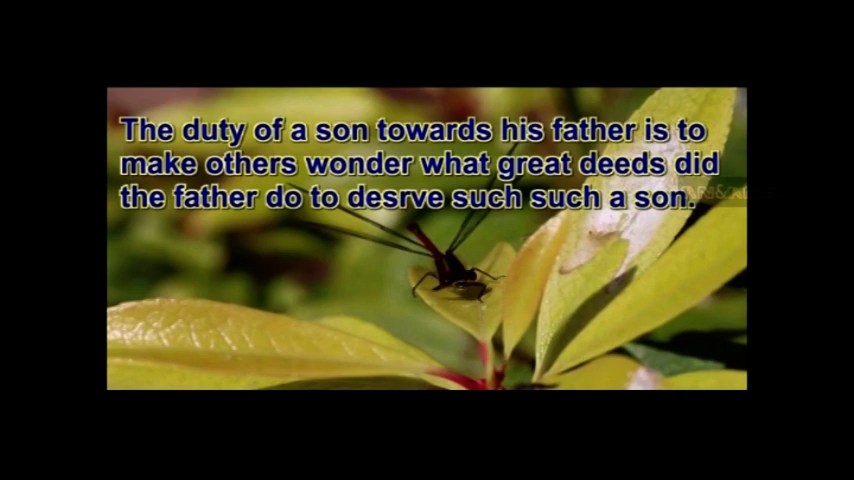 The duty of a son towards his father is to
make others wonder what great deeds did
the father do to desrve such such a son.